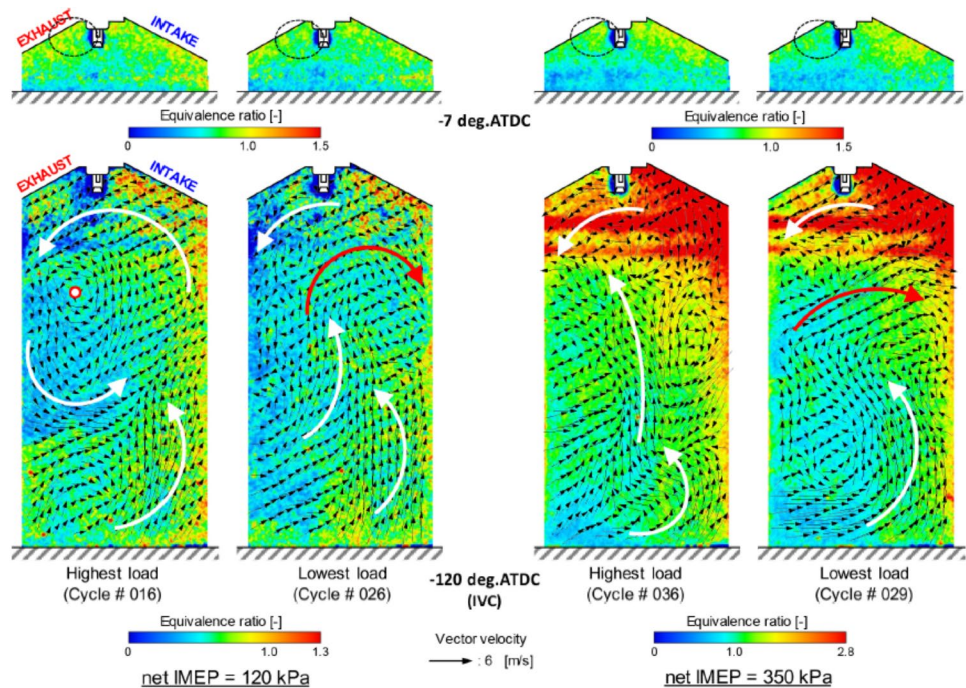 EXHAUST
INTAKE
Equivalence ratio [-]
0
1.0
1.5
-7 deg.ATDC
Equivalence ratio [-]
0
1.0
1.5
EXHAUST
INTAKE
Highest load
(Cycle # 016)
Lowest load
(Cycle # 026)
-120 deg.ATDC
(IVC)
Highest load
(Cycle # 036)
Lowest load
(Cycle # 029)
Equivalence ratio [-]
0
1.0
1.3
net IMEP = 120 kPa
Vector velocity
: 6 [m/s]
Equivalence ratio [-]
0
1.0
2.8
net IMEP = 350 kPa